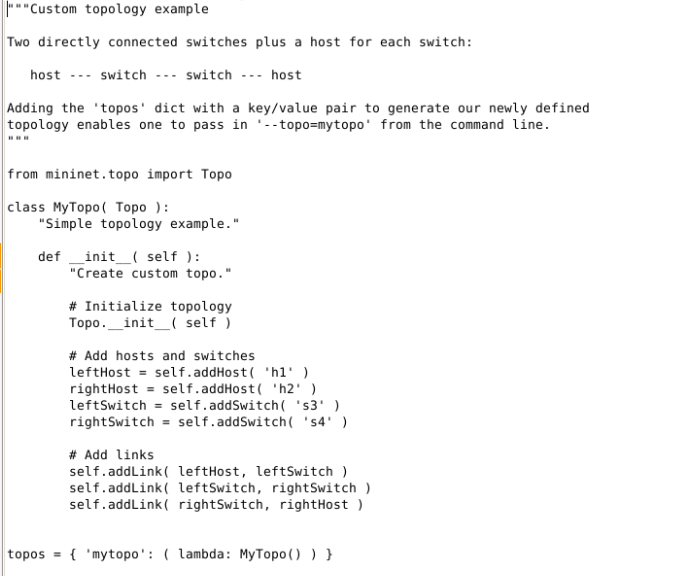 """Custom topology example

Two directly connected switches plus a host for each switch:

   host --- switch --- switch --- host

Adding the 'topos' dict with a key/value pair to generate our newly defined
topology enables one to pass in '--topo=mytopo' from the command line.
"""

from mininet.topo import Topo

class MyTopo( Topo ):
    "Simple topology example."

    def __init__( self ):
        "Create custom topo."

        # Initialize topology
        Topo.__init__( self )

        # Add hosts and switches
        leftHost = self.addHost( 'h1' )
        rightHost = self.addHost( 'h2' )
        leftSwitch = self.addSwitch( 's3' )
        rightSwitch = self.addSwitch( 's4' )

        # Add links
        self.addLink( leftHost, leftSwitch )
        self.addLink( leftSwitch, rightSwitch )
        self.addLink( rightSwitch, rightHost )


topos = { 'mytopo': ( lambda: MyTopo() ) }